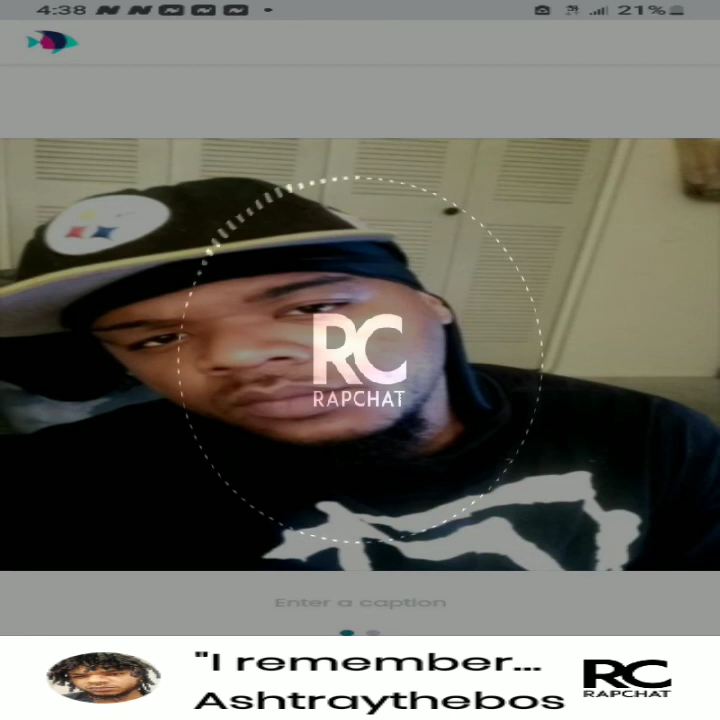 4:38
21%
RC
RAPCHAT
Enter a caption
"I remember...
Ashtraythebos
RC
RAPCHAT